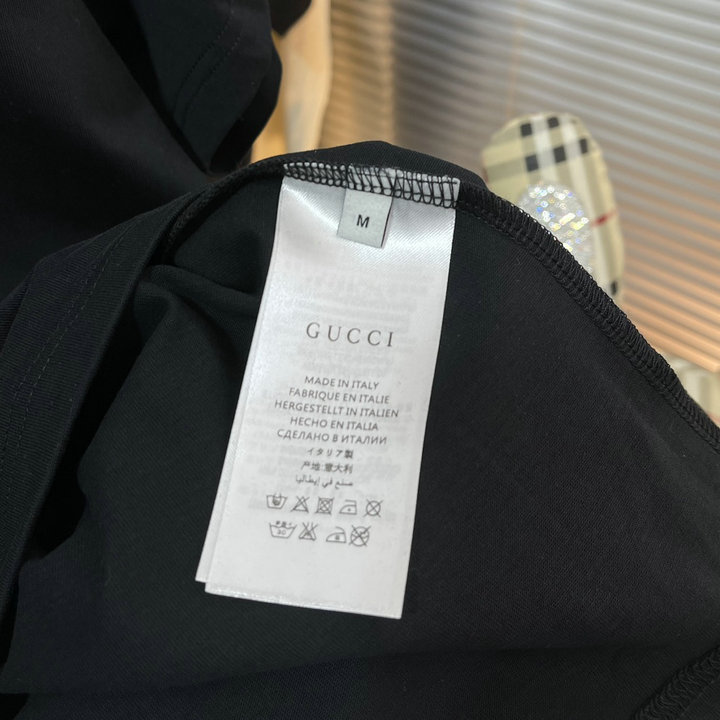 M
GUCCI
MADE IN ITALY
FABRIQUE EN ITALIE
HERGESTELLT IN ITALIEN
HECHO EN ITALIA
СДЕЛАНО В ИТАЛИИ
イタリア製
产地:意大利
صنع في إيطاليا